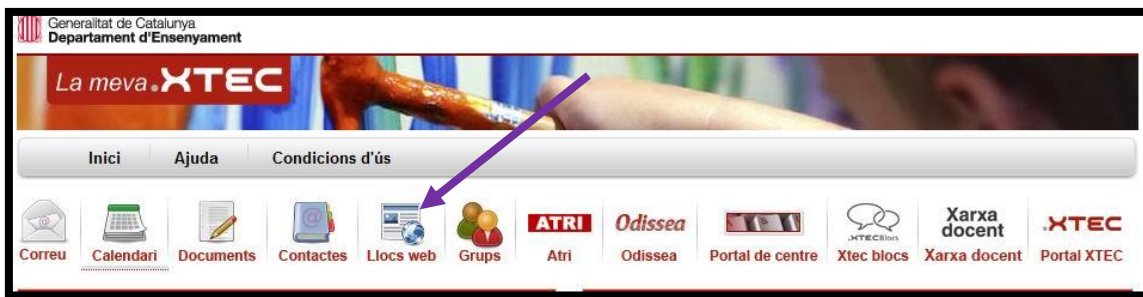 Generalitat de Catalunya
Departament d'Ensenyament
La meva.XTEC
Inici Ajuda Condicions d'ús
ATRI Odissea .XTECBlocs Xarxa docent .XTEC
Correu Calendari Documents Contactes Llocs web Grups Atri Odissea Portal de centre Xtec blocs Xarxa docent Portal XTEC